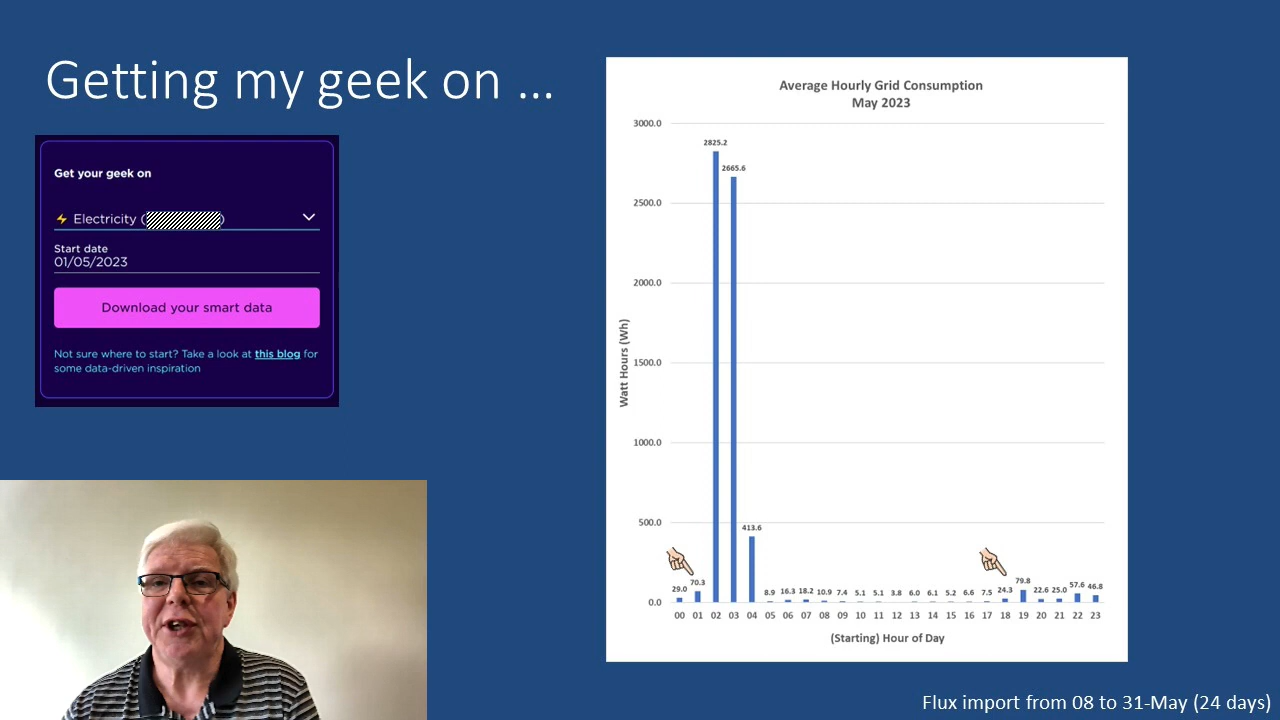 Getting my geek on ...
Get your geek on
Electricity ( )
Start date
01/05/2023
Download your smart data
Not sure where to start? Take a look at this blog for
some data-driven inspiration
Average Hourly Grid Consumption
May 2023
Watt Hours (Wh)
3000.0
2500.0
2000.0
1500.0
1000.0
500.0
0.0
29.0 70.3 2825.2 2665.6 413.6 8.9 16.3 18.2 10.9 7.4 5.1 5.1 3.8 6.0 6.1 5.2 6.6 7.5 24.3 79.8 22.6 25.0 57.6 46.8
00 01 02 03 04 05 06 07 08 09 10 11 12 13 14 15 16 17 18 19 20 21 22 23
(Starting) Hour of Day
Flux import from 08 to 31-May (24 days)